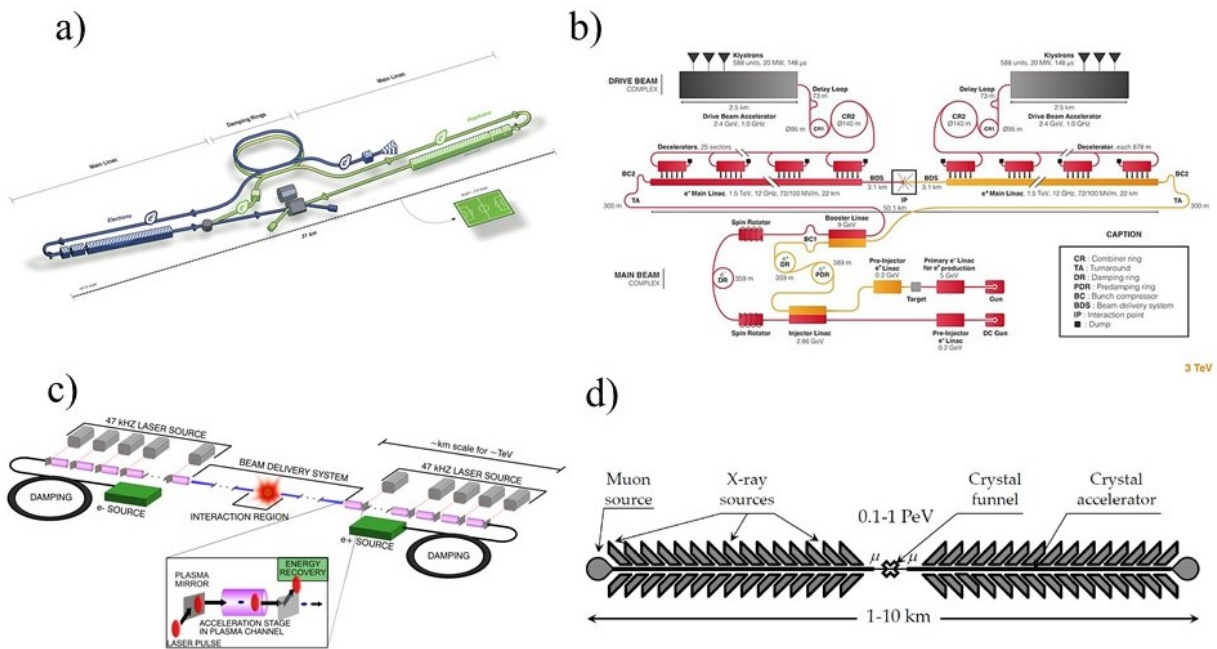 a)
Main Linac
Damping Rings
Main Linac
Positrons
e+
e-
e-
e+
Electrons
31 km
b)
Klystrons
588 units, 20 MW, 148 µs
Klystrons
588 units, 20 MW, 148 µs
DRIVE BEAM
COMPLEX
Delay Loop
73 m
Delay Loop
73 m
2.5 km
Drive Beam Accelerator
2.4 GeV, 1.0 GHz
2.5 km
Drive Beam Accelerator
2.4 GeV, 1.0 GHz
CR2
Ø140 m
CR1
Ø95 m
CR2
Ø140 m
CR1
Ø95 m
Decelerators, 25 sectors
Decelerator, each 878 m
BC2
BDS
3.1 km
IP
BDS
3.1 km
BC2
e- Main Linac, 1.5 TeV, 12 GHz, 72/100 MV/m, 22 km
e+ Main Linac, 1.5 TeV, 12 GHz, 72/100 MV/m, 22 km
TA
300 m
50.1 km
TA
300 m
Spin Rotator
BC1
Booster Linac
9 GeV
MAIN BEAM
COMPLEX
e-
DR
359 m
e+
DR
359 m
e+
PDR
389 m
Pre-Injector
e+ Linac
0.2 GeV
Target
Primary e- Linac
for e+ production
5 GeV
Gun
Spin Rotator
Injector Linac
2.86 GeV
Pre-Injector
e- Linac
0.2 GeV
DC Gun
CAPTION
CR : Combiner ring
TA : Turnaround
DR : Damping ring
PDR : Predamping ring
BC : Bunch compressor
BDS : Beam delivery system
IP : Interaction point
: Dump
3 TeV
c)
47 kHZ LASER SOURCE
BEAM DELIVERY SYSTEM
~km scale for ~TeV
47 kHZ LASER SOURCE
DAMPING
e- SOURCE
INTERACTION REGION
e+ SOURCE
DAMPING
ENERGY
RECOVERY
PLASMA
MIRROR
ACCELERATION STAGE
IN PLASMA CHANNEL
LASER PULSE
d)
Muon
source
X-ray
sources
Crystal
funnel
Crystal
accelerator
0.1-1 PeV
µ
µ
1-10 km